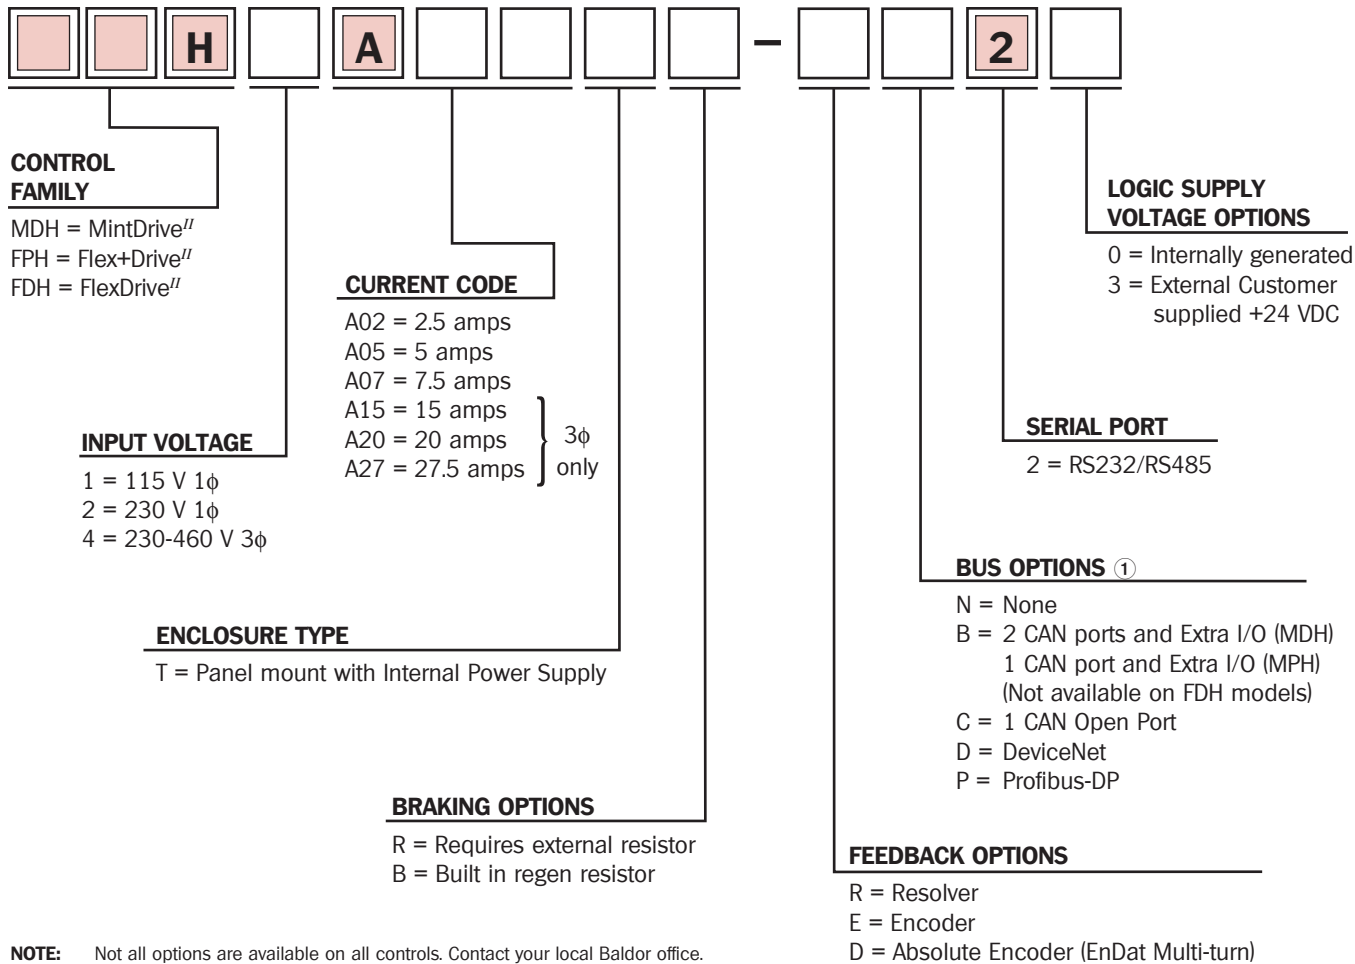 H A – 2
CONTROL
FAMILY
MDH = MintDriveII
FPH = Flex+DriveII
FDH = FlexDriveII
INPUT VOLTAGE
1 = 115 V 1ϕ
2 = 230 V 1ϕ
4 = 230-460 V 3ϕ
CURRENT CODE
A02 = 2.5 amps
A05 = 5 amps
A07 = 7.5 amps
A15 = 15 amps
A20 = 20 amps
A27 = 27.5 amps
3ϕ
only
ENCLOSURE TYPE
T = Panel mount with Internal Power Supply
BRAKING OPTIONS
R = Requires external resistor
B = Built in regen resistor
LOGIC SUPPLY
VOLTAGE OPTIONS
0 = Internally generated
3 = External Customer
supplied +24 VDC
SERIAL PORT
2 = RS232/RS485
BUS OPTIONS ①
N = None
B = 2 CAN ports and Extra I/O (MDH)
1 CAN port and Extra I/O (MPH)
(Not available on FDH models)
C = 1 CAN Open Port
D = DeviceNet
P = Profibus-DP
FEEDBACK OPTIONS
R = Resolver
E = Encoder
D = Absolute Encoder (EnDat Multi-turn)
NOTE: Not all options are available on all controls. Contact your local Baldor office.